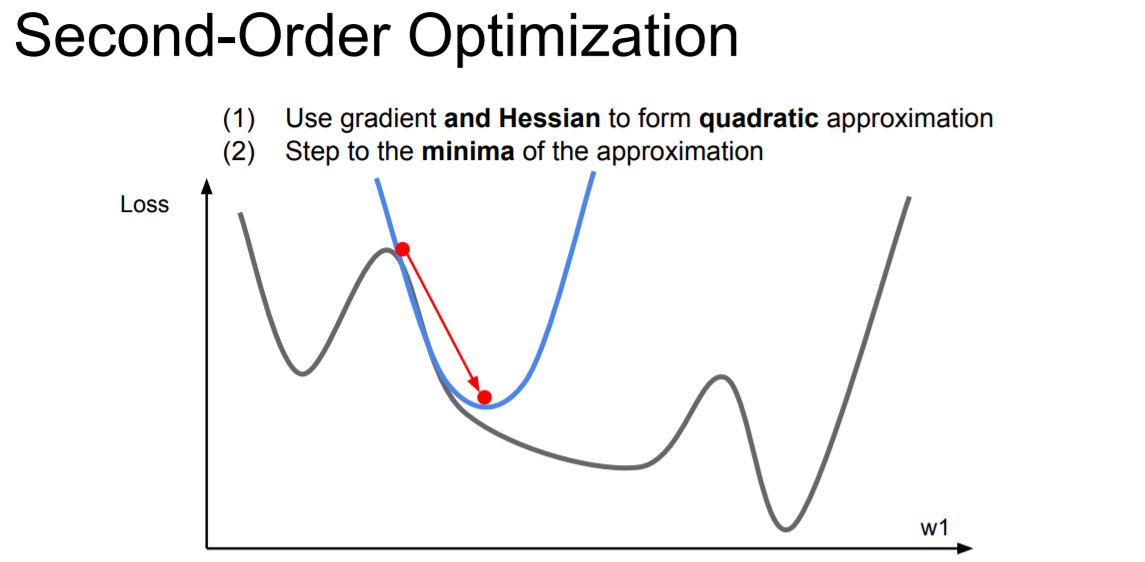 Second-Order Optimization
(1) Use gradient and Hessian to form quadratic approximation
(2) Step to the minima of the approximation
Loss
w1